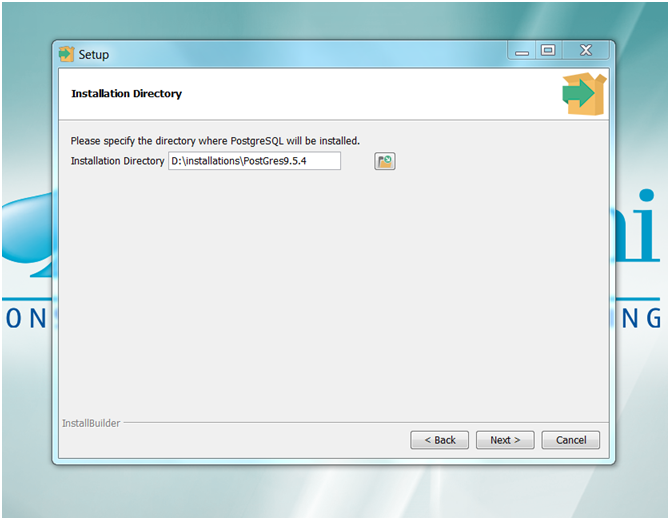 Setup
Installation Directory
Please specify the directory where PostgreSQL will be installed.
Installation Directory D:\installations\PostGres9.5.4
InstallBuilder
< Back Next > Cancel
ni
ONS
NG